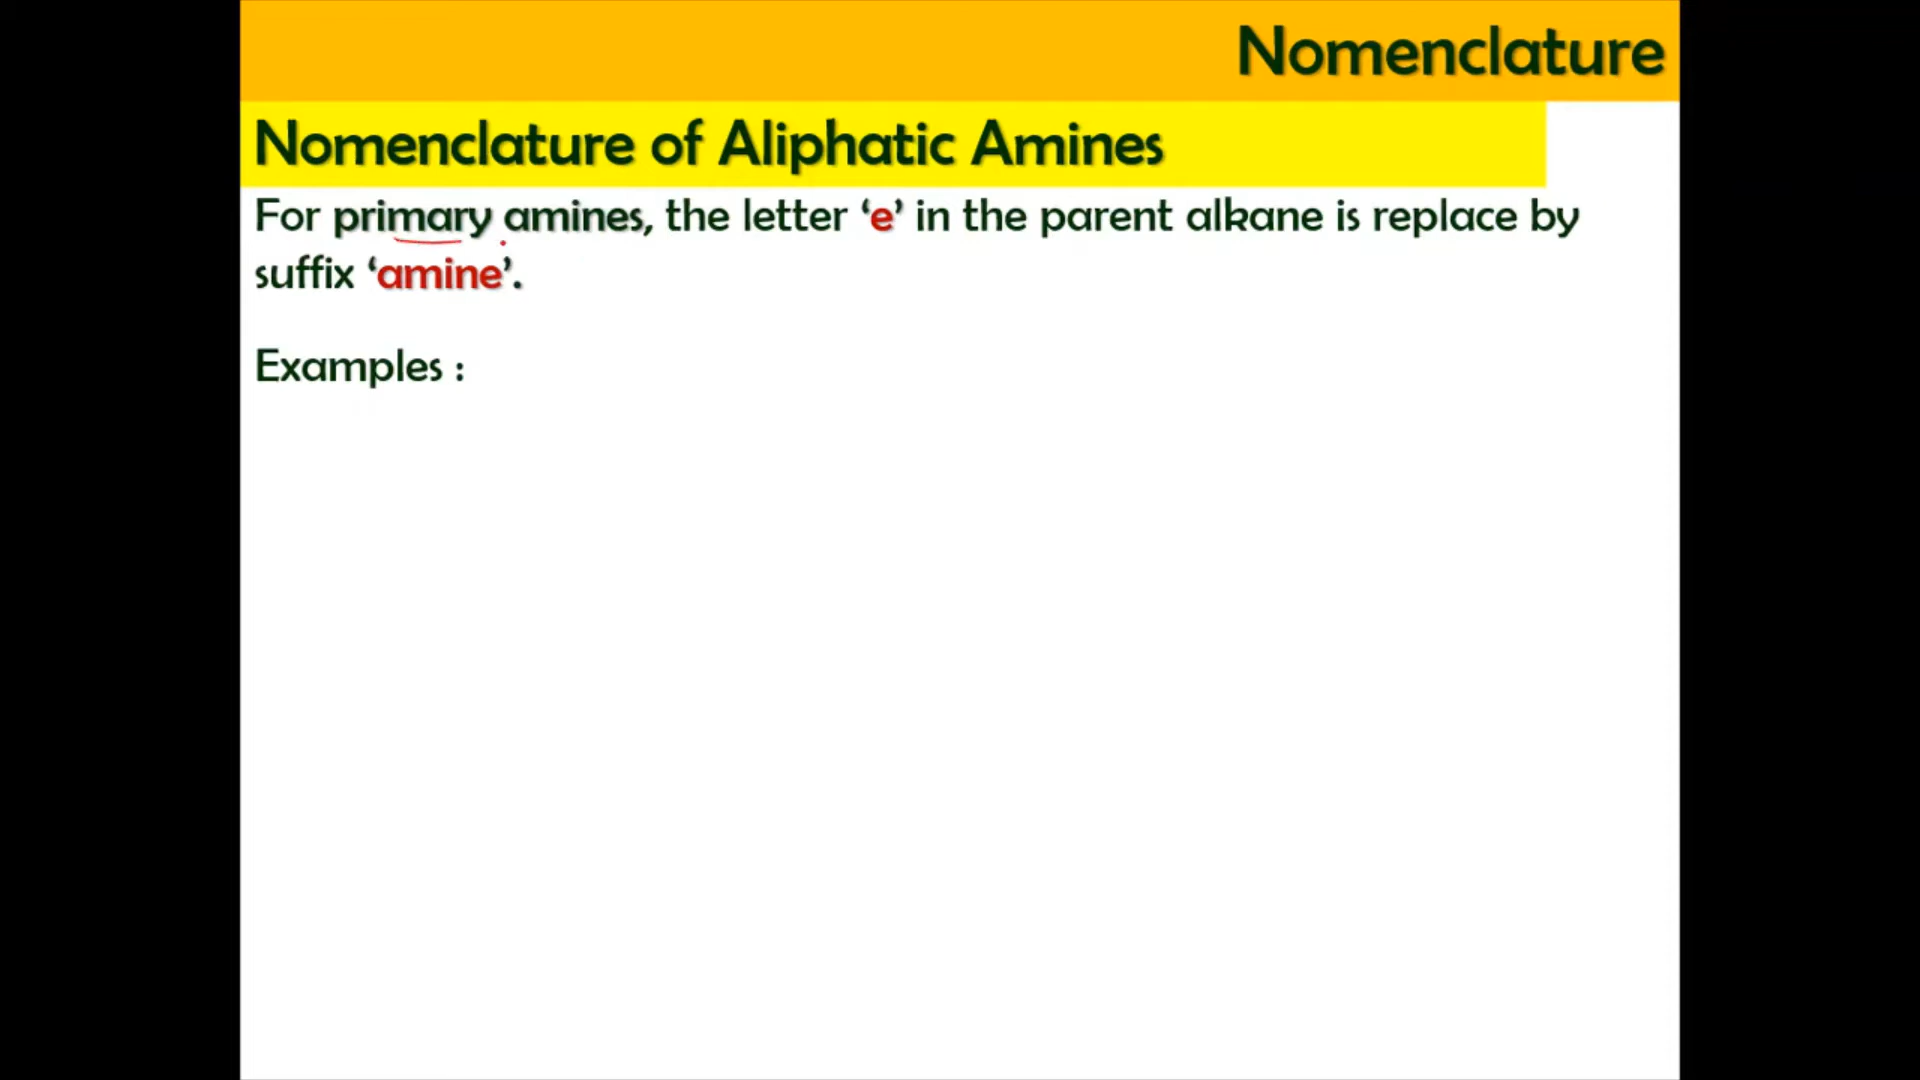 Nomenclature
Nomenclature of Aliphatic Amines
For primary amines, the letter ‘e’ in the parent alkane is replace by
suffix ‘amine’.
Examples :